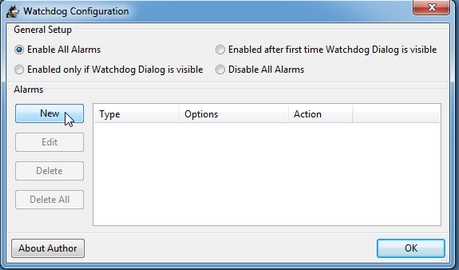 Watchdog Configuration
General Setup
Enable All Alarms
Enabled after first time Watchdog Dialog is visible
Enabled only if Watchdog Dialog is visible
Disable All Alarms
Alarms
New
Type Options Action
Edit
Delete
Delete All
About Author
OK